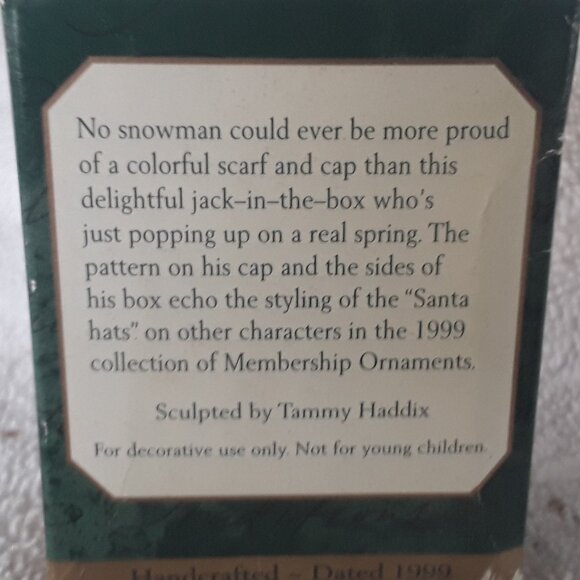 No snowman could ever be more proud
of a colorful scarf and cap than this
delightful jack–in–the–box who's
just popping up on a real spring. The
pattern on his cap and the sides of
his box echo the styling of the "Santa
hats" on other characters in the 1999
collection of Membership Ornaments.
Sculpted by Tammy Haddix
For decorative use only. Not for young children.
Handcrafted ~ Dated 1999